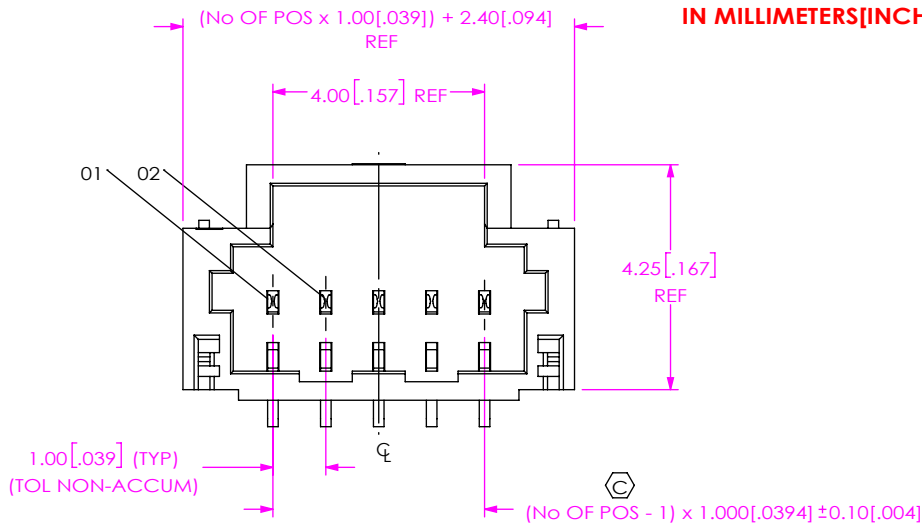 (No OF POS x 1.00[.039]) + 2.40[.094]
REF
IN MILLIMETERS[INCH
4.00[.157] REF
01
02
4.25[.167]
REF
1.00[.039] (TYP)
(TOL NON-ACCUM)
℄
C
(No OF POS - 1) x 1.000[.0394] ±0.10[.004]